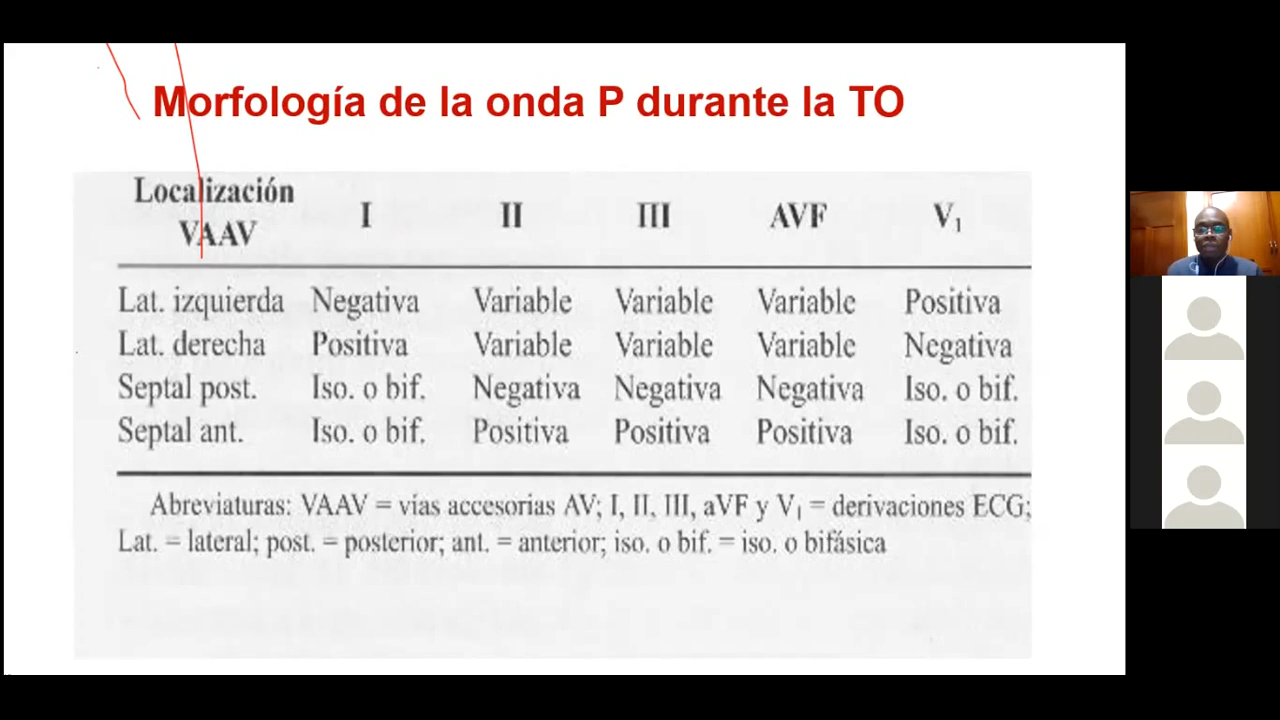 Morfología de la onda P durante la TO
Localización VAAV I II III AVF V₁
Lat. izquierda Negativa Variable Variable Variable Positiva
Lat. derecha Positiva Variable Variable Variable Negativa
Septal post. Iso. o bif. Negativa Negativa Negativa Iso. o bif.
Septal ant. Iso. o bif. Positiva Positiva Positiva Iso. o bif.
Abreviaturas: VAAV = vías accesorias AV; I, II, III, aVF y V₁ = derivaciones ECG;
Lat. = lateral; post. = posterior; ant. = anterior; iso. o bif. = iso. o bifásica